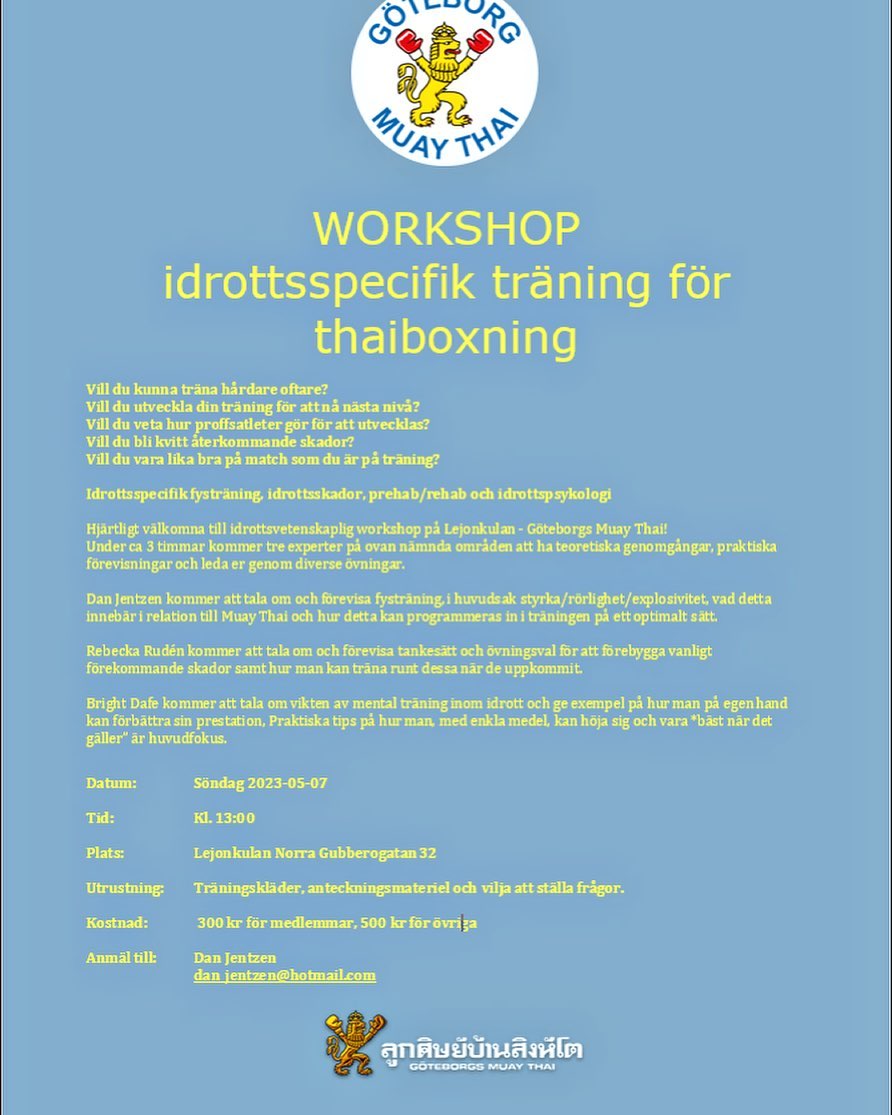 GÖTEBORG
MUAY THAI
WORKSHOP
idrottsspecifik träning för
thaiboxning
Vill du kunna träna hårdare oftare?
Vill du utveckla din träning för att nå nästa nivå?
Vill du veta hur proffsatleter gör för att utvecklas?
Vill du bli kvitt återkommande skador?
Vill du vara lika bra på match som du är på träning?
Idrottsspecifik fysträning, idrottsskador, prehab/rehab och idrottspsykologi
Hjärtligt välkomna till idrottsvetenskaplig workshop på Lejonkulan - Göteborgs Muay Thai!
Under ca 3 timmar kommer tre experter på ovan nämnda områden att ha teoretiska genomgångar, praktiska
förevisningar och leda er genom diverse övningar.
Dan Jentzen kommer att tala om och förevisa fysträning, i huvudsak styrka/rörlighet/explosivitet, vad detta
innebär i relation till Muay Thai och hur detta kan programmeras in i träningen på ett optimalt sätt.
Rebecka Rudén kommer att tala om och förevisa tankesätt och övningsval för att förebygga vanligt
förekommande skador samt hur man kan träna runt dessa när de uppkommit.
Bright Dafe kommer att tala om vikten av mental träning inom idrott och ge exempel på hur man på egen hand
kan förbättra sin prestation, Praktiska tips på hur man, med enkla medel, kan höja sig och vara "bäst när det
gäller" är huvudfokus.
Datum: Söndag 2023-05-07
Tid: Kl. 13:00
Plats: Lejonkulan Norra Gubberogatan 32
Utrustning: Träningskläder, anteckningsmateriel och vilja att ställa frågor.
Kostnad: 300 kr för medlemmar, 500 kr för övriga
Anmäl till: Dan Jentzen
dan_jentzen@hotmail.com
ลูกศิษย์บ้านสิงห์โต
GÖTEBORGS MUAY THAI